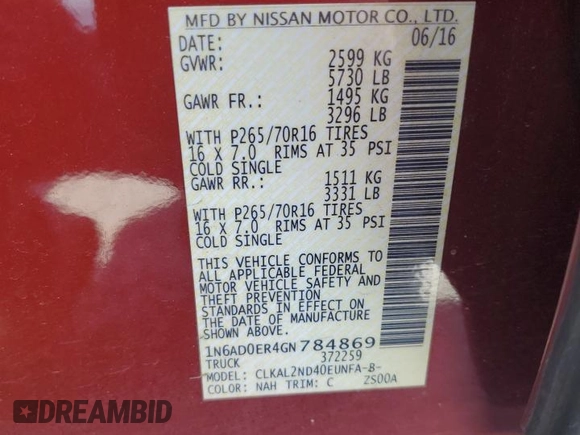 MFD BY NISSAN MOTOR CO., LTD.
DATE: 06/16
GVWR: 2599 KG
5730 LB
GAWR FR.: 1495 KG
3296 LB
WITH P265/70R16 TIRES
16 X 7.0 RIMS AT 35 PSI
COLD SINGLE
GAWR RR.: 1511 KG
3331 LB
WITH P265/70R16 TIRES
16 X 7.0 RIMS AT 35 PSI
COLD SINGLE
THIS VEHICLE CONFORMS TO
ALL APPLICABLE FEDERAL
MOTOR VEHICLE SAFETY AND
THEFT PREVENTION
STANDARDS IN EFFECT ON
THE DATE OF MANUFACTURE
SHOWN ABOVE.
1N6AD0ER4GN784869
TRUCK 372259
MODEL: CLKAL2ND40EUNFA-B-
COLOR: NAH TRIM: C ZS00A
DREAMBID